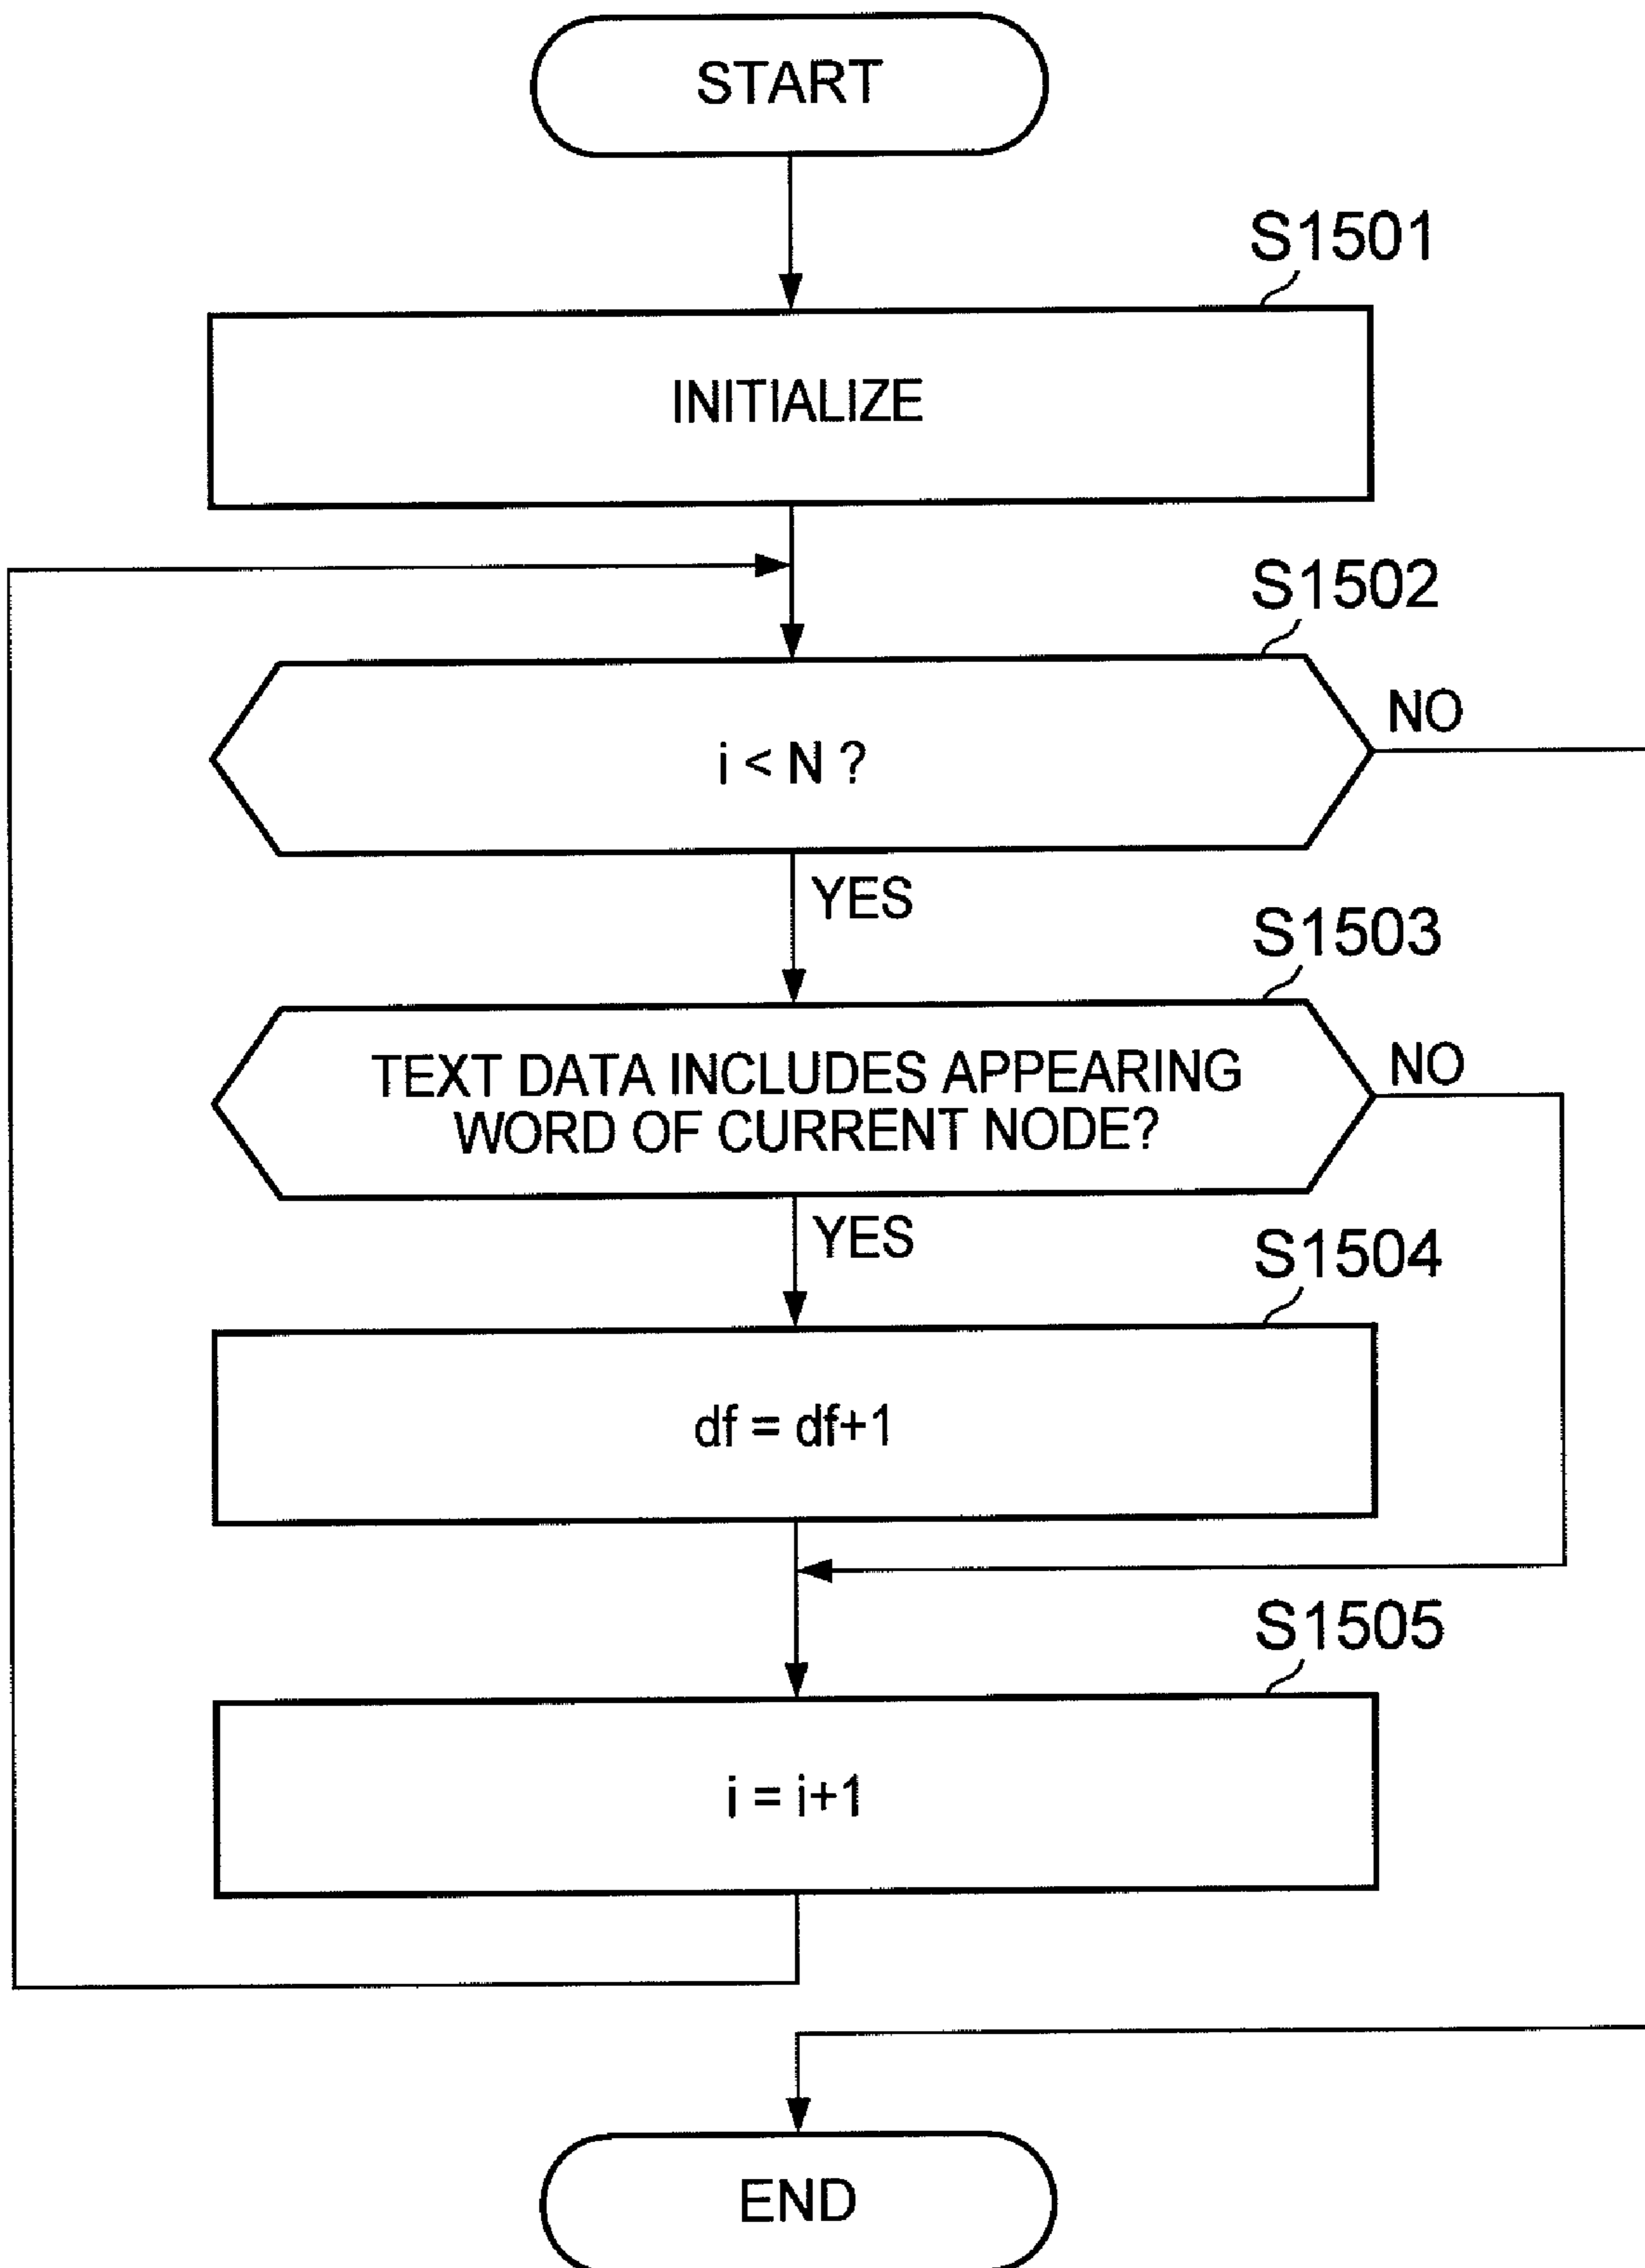 START
S1501
INITIALIZE
S1502
i < N ?
NO
YES
S1503
TEXT DATA INCLUDES APPEARING
WORD OF CURRENT NODE?
NO
YES
S1504
df = df+1
S1505
i = i+1
END